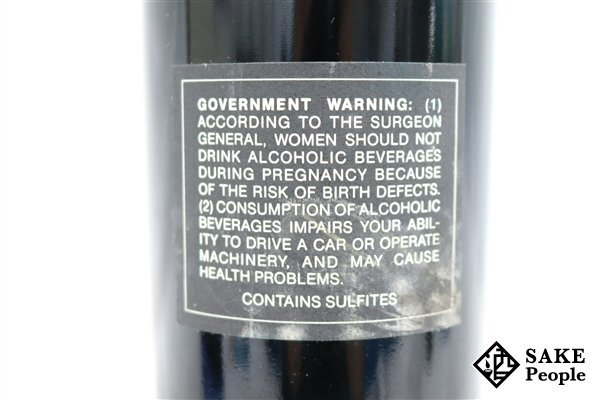 GOVERNMENT WARNING: (1)
ACCORDING TO THE SURGEON
GENERAL, WOMEN SHOULD NOT
DRINK ALCOHOLIC BEVERAGES
DURING PREGNANCY BECAUSE
OF THE RISK OF BIRTH DEFECTS.
(2) CONSUMPTION OF ALCOHOLIC
BEVERAGES IMPAIRS YOUR ABIL-
ITY TO DRIVE A CAR OR OPERATE
MACHINERY, AND MAY CAUSE
HEALTH PROBLEMS.
CONTAINS SULFITES
SAKE
People